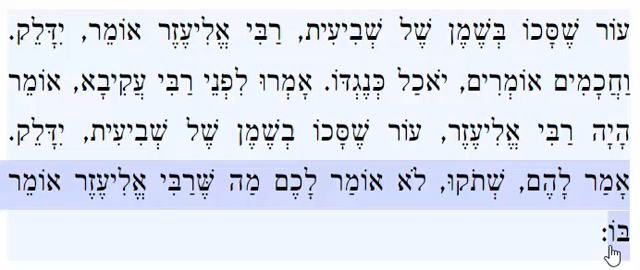 עוֹר שֶׁסָּכוֹ בְּשֶׁמֶן שֶׁל שְׁבִיעִית, רַבִּי אֱלִיעֶזֶר אוֹמֵר, יִדָּלֵק.
וַחֲכָמִים אוֹמְרִים, יֹאכַל כְּנֶגְדּוֹ. אָמְרוּ לִפְנֵי רַבִּי עֲקִיבָא, אוֹמֵר
הָיָה רַבִּי אֱלִיעֶזֶר, עוֹר שֶׁסָּכוֹ בְשֶׁמֶן שֶׁל שְׁבִיעִית, יִדָּלֵק.
אָמַר לָהֶם, שְׁתֹקוּ, לֹא אוֹמַר לָכֶם מַה שֶּׁרַבִּי אֱלִיעֶזֶר אוֹמֵר
בּוֹ: